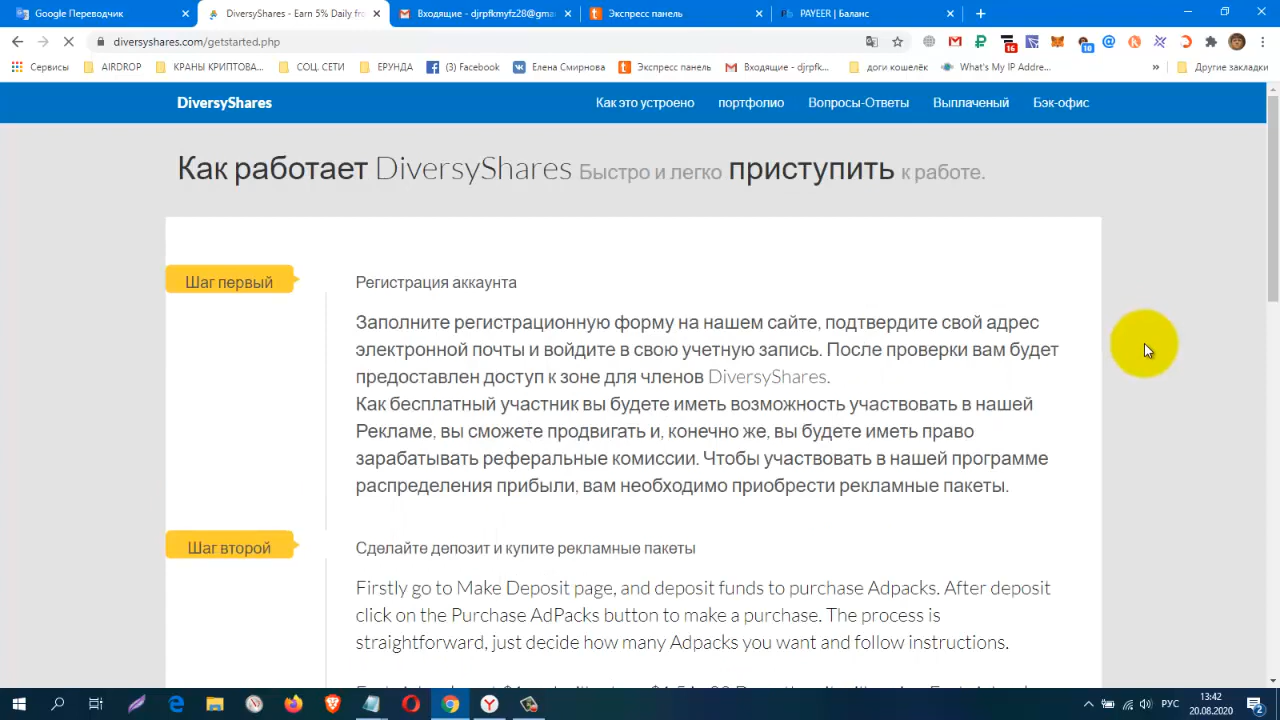 Google Переводчик
DiversyShares - Earn 5% Daily fr
Входящие - djrpfkmyfz28@gma
Экспресс панель
PAYEER | Баланс
diversyshares.com/getstarted.php
Сервисы
AIRDROP
КРАНЫ КРИПТОВА...
СОЦ. СЕТИ
ЕРУНДА
(3) Facebook
Елена Смирнова
Экспресс панель
Входящие - djrpfk...
доги кошелёк
What's My IP Addre...
»
Другие закладки
16
10
DiversyShares
Как это устроено
портфолио
Вопросы-Ответы
Выплаченый
Бэк-офис
Как работает DiversyShares Быстро и легко приступить к работе.
Шаг первый
Регистрация аккаунта
Заполните регистрационную форму на нашем сайте, подтвердите свой адрес
электронной почты и войдите в свою учетную запись. После проверки вам будет
предоставлен доступ к зоне для членов DiversyShares.
Как бесплатный участник вы будете иметь возможность участвовать в нашей
Рекламе, вы сможете продвигать и, конечно же, вы будете иметь право
зарабатывать реферальные комиссии. Чтобы участвовать в нашей программе
распределения прибыли, вам необходимо приобрести рекламные пакеты.
Шаг второй
Сделайте депозит и купите рекламные пакеты
Firstly go to Make Deposit page, and deposit funds to purchase Adpacks. After deposit
click on the Purchase AdPacks button to make a purchase. The process is
straightforward, just decide how many Adpacks you want and follow instructions.
РУС
13:42
20.08.2020
2